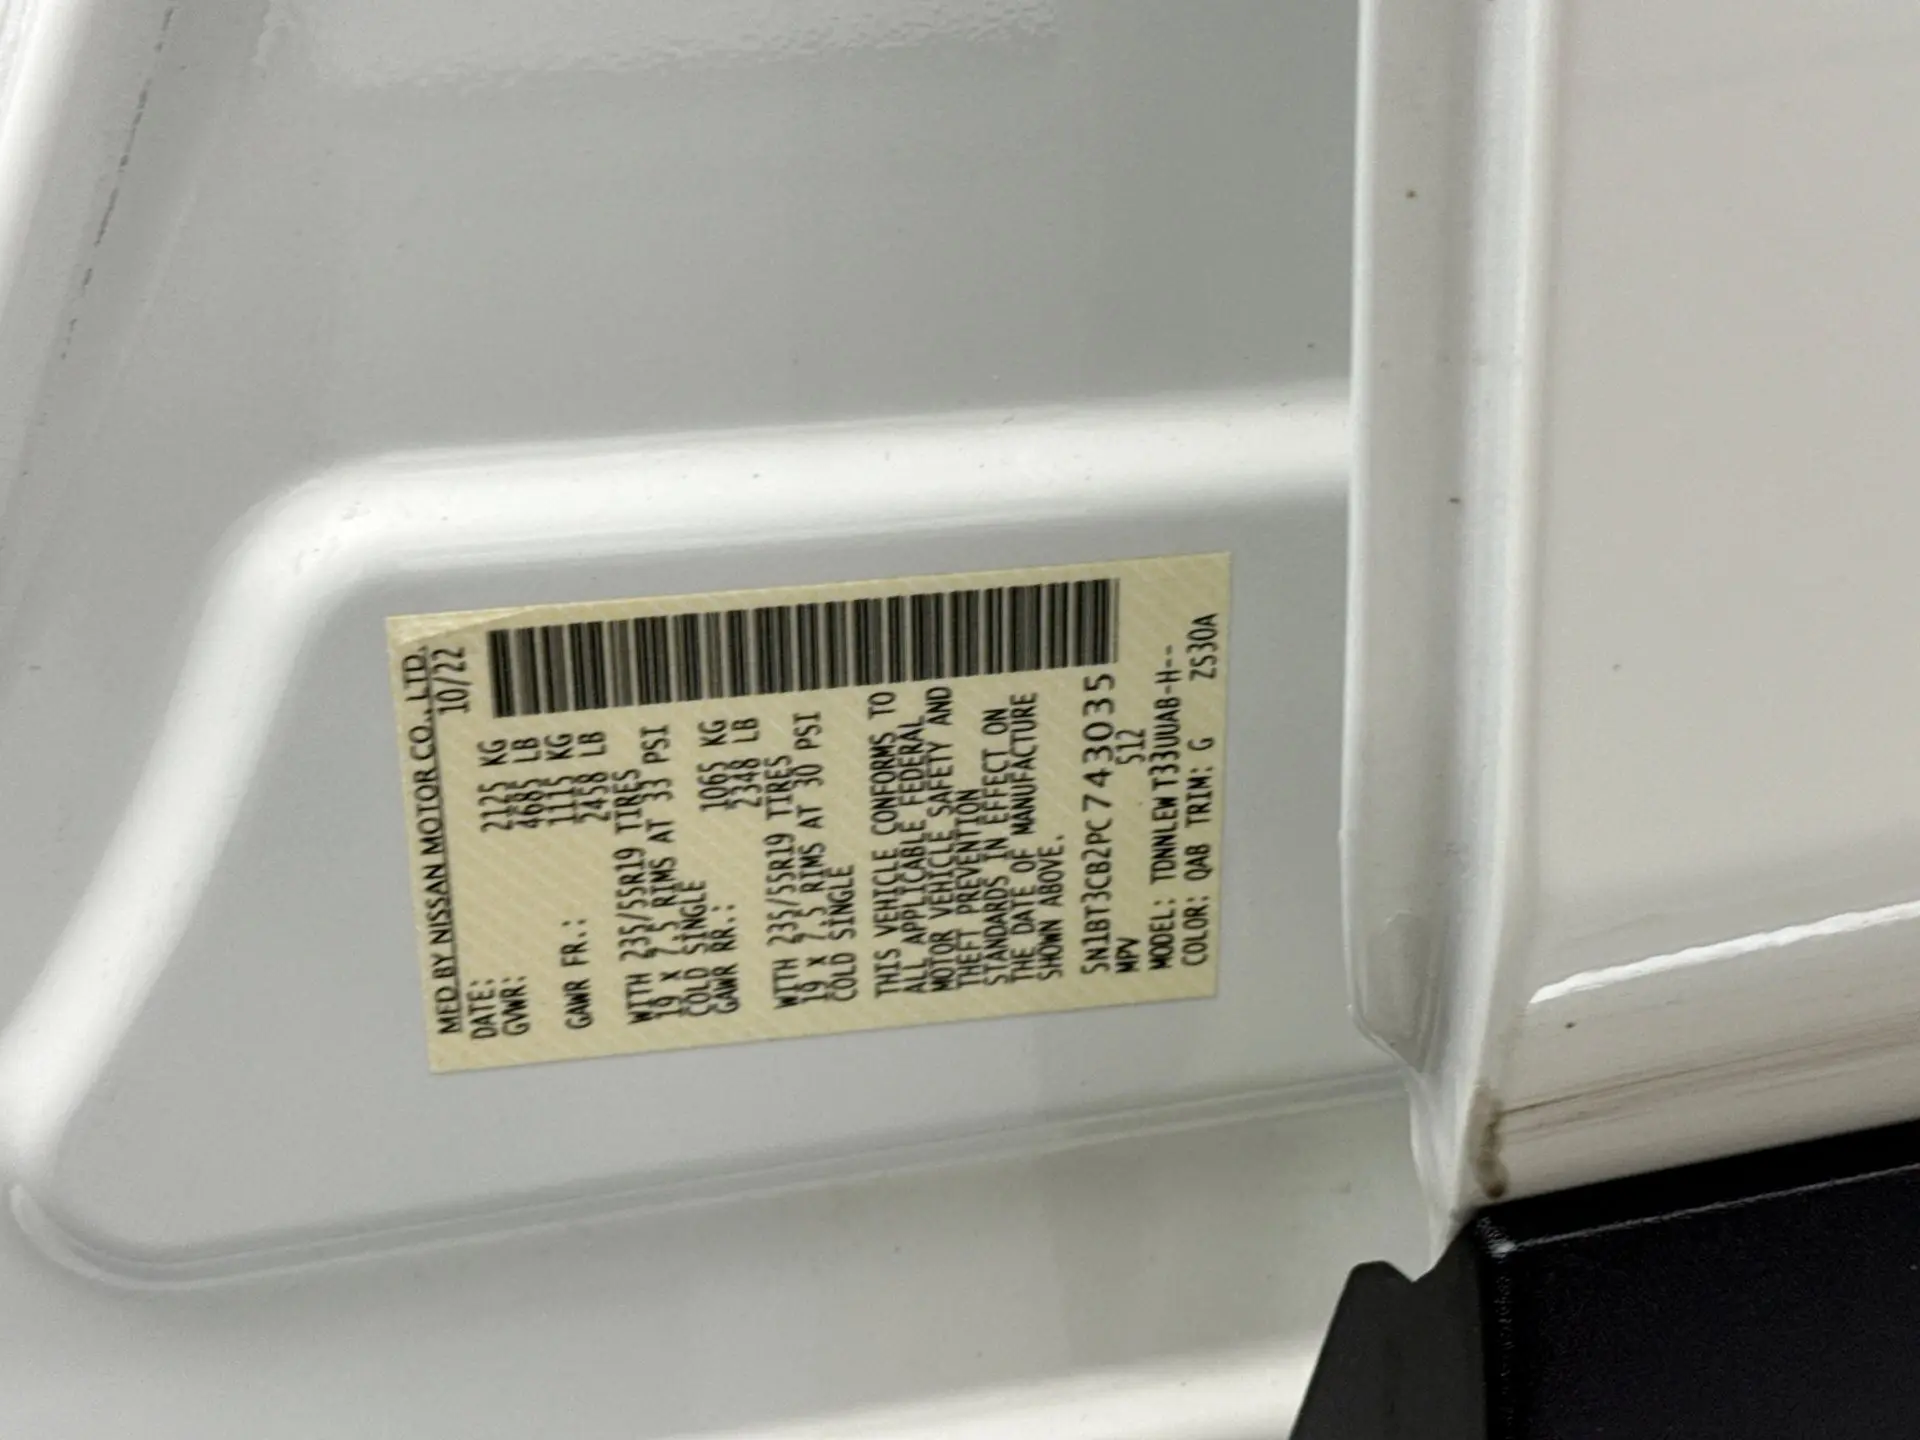 MFD BY NISSAN MOTOR CO., LTD.
DATE: 10/22
GVWR: 2125 KG
4685 LB
1115 KG
GAWR FR.: 2458 LB
WITH 235/55R19 TIRES
19 X 7.5 RIMS AT 33 PSI
COLD SINGLE
GAWR RR.: 1065 KG
2348 LB
WITH 235/55R19 TIRES
19 X 7.5 RIMS AT 30 PSI
COLD SINGLE
THIS VEHICLE CONFORMS TO
ALL APPLICABLE FEDERAL
MOTOR VEHICLE SAFETY AND
THEFT PREVENTION
STANDARDS IN EFFECT ON
THE DATE OF MANUFACTURE
SHOWN ABOVE.
5N1BT3CB2PC743035
MPV 512
MODEL: TDNNLEWT33UUAB-H--
COLOR: QAB TRIM: G ZS30A